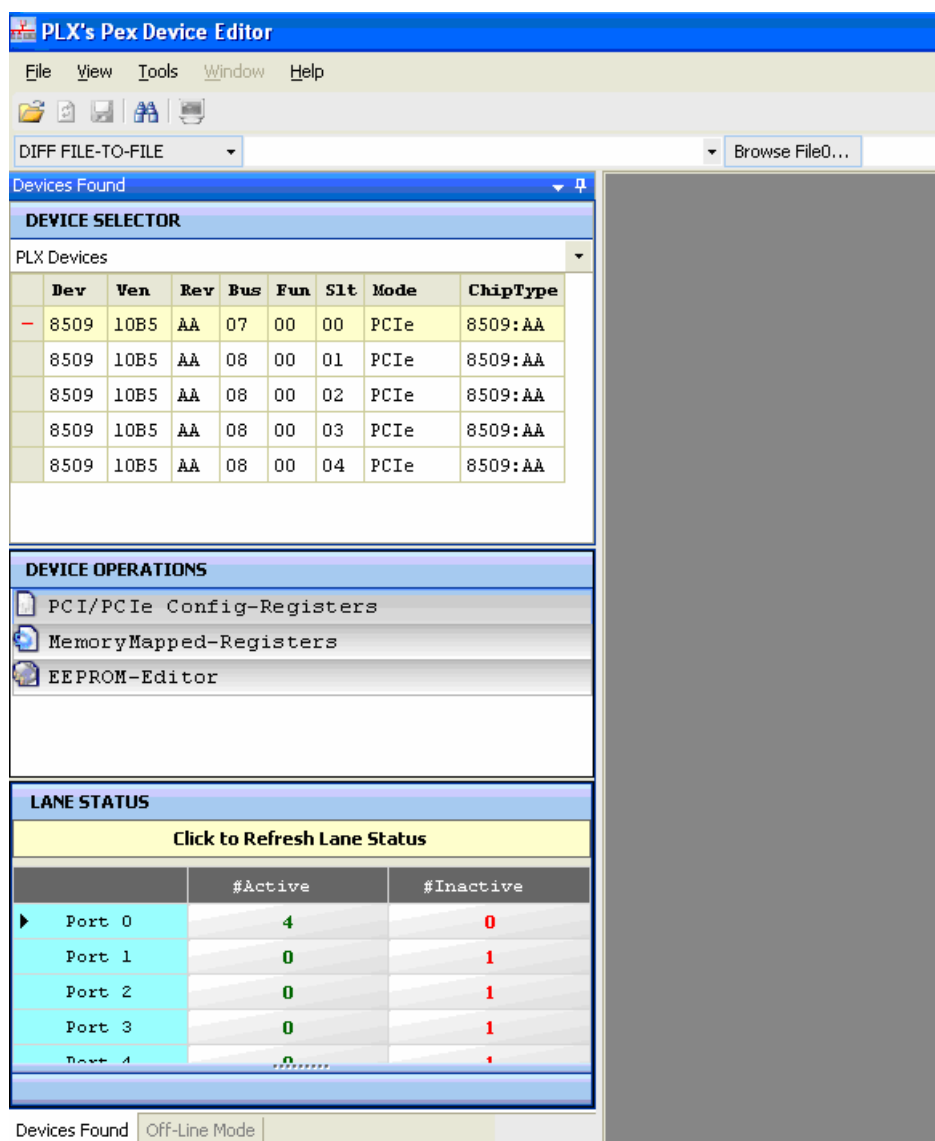 PLX's Pex Device Editor
File View Tools Window Help
DIFF FILE-TO-FILE Browse File0...
Devices Found
DEVICE SELECTOR
PLX Devices
Dev Ven Rev Bus Fun Slt Mode ChipType
8509 10B5 AA 07 00 00 PCIe 8509:AA
8509 10B5 AA 08 00 01 PCIe 8509:AA
8509 10B5 AA 08 00 02 PCIe 8509:AA
8509 10B5 AA 08 00 03 PCIe 8509:AA
8509 10B5 AA 08 00 04 PCIe 8509:AA
DEVICE OPERATIONS
PCI/PCIe Config-Registers
MemoryMapped-Registers
EEPROM-Editor
LANE STATUS
Click to Refresh Lane Status
#Active #Inactive
Port 0 4 0
Port 1 0 1
Port 2 0 1
Port 3 0 1
Port 4 0 1
Devices Found Off-Line Mode